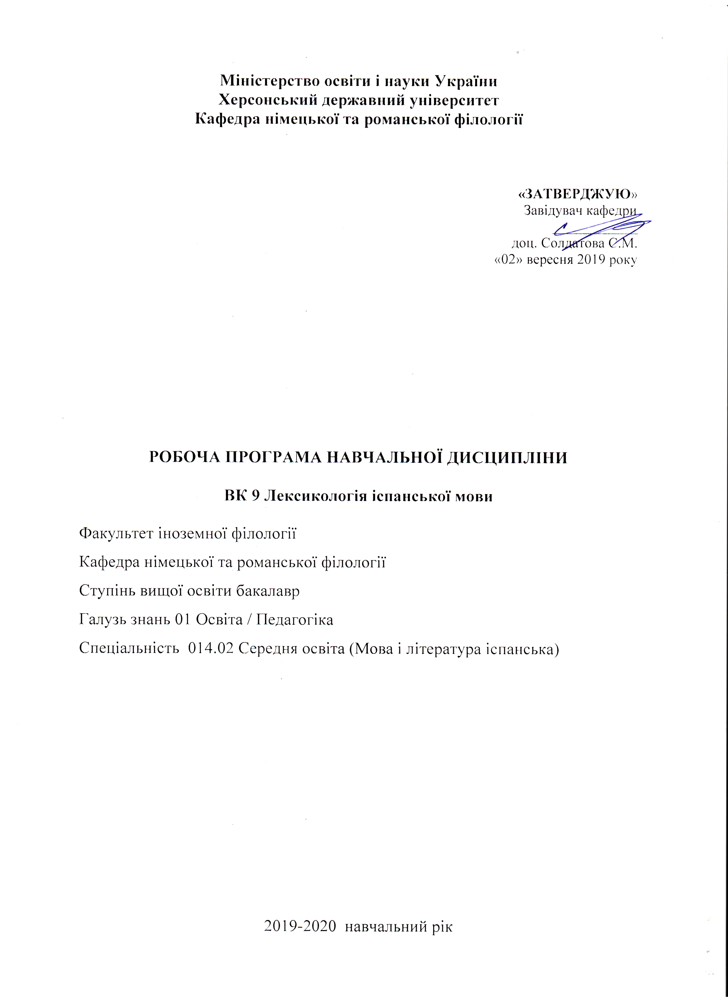 Міністерство освіти і науки України
Херсонський державний університет
Кафедра німецької та романської філології
«ЗАТВЕРДЖУЮ»
Завідувач кафедри
доц. Солдатова С.М.
«02» вересня 2019 року
РОБОЧА ПРОГРАМА НАВЧАЛЬНОЇ ДИСЦИПЛІНИ
ВК 9 Лексикологія іспанської мови
Факультет іноземної філології
Кафедра німецької та романської філології
Ступінь вищої освіти бакалавр
Галузь знань 01 Освіта / Педагогіка
Спеціальність 014.02 Середня освіта (Мова і література іспанська)
2019-2020 навчальний рік